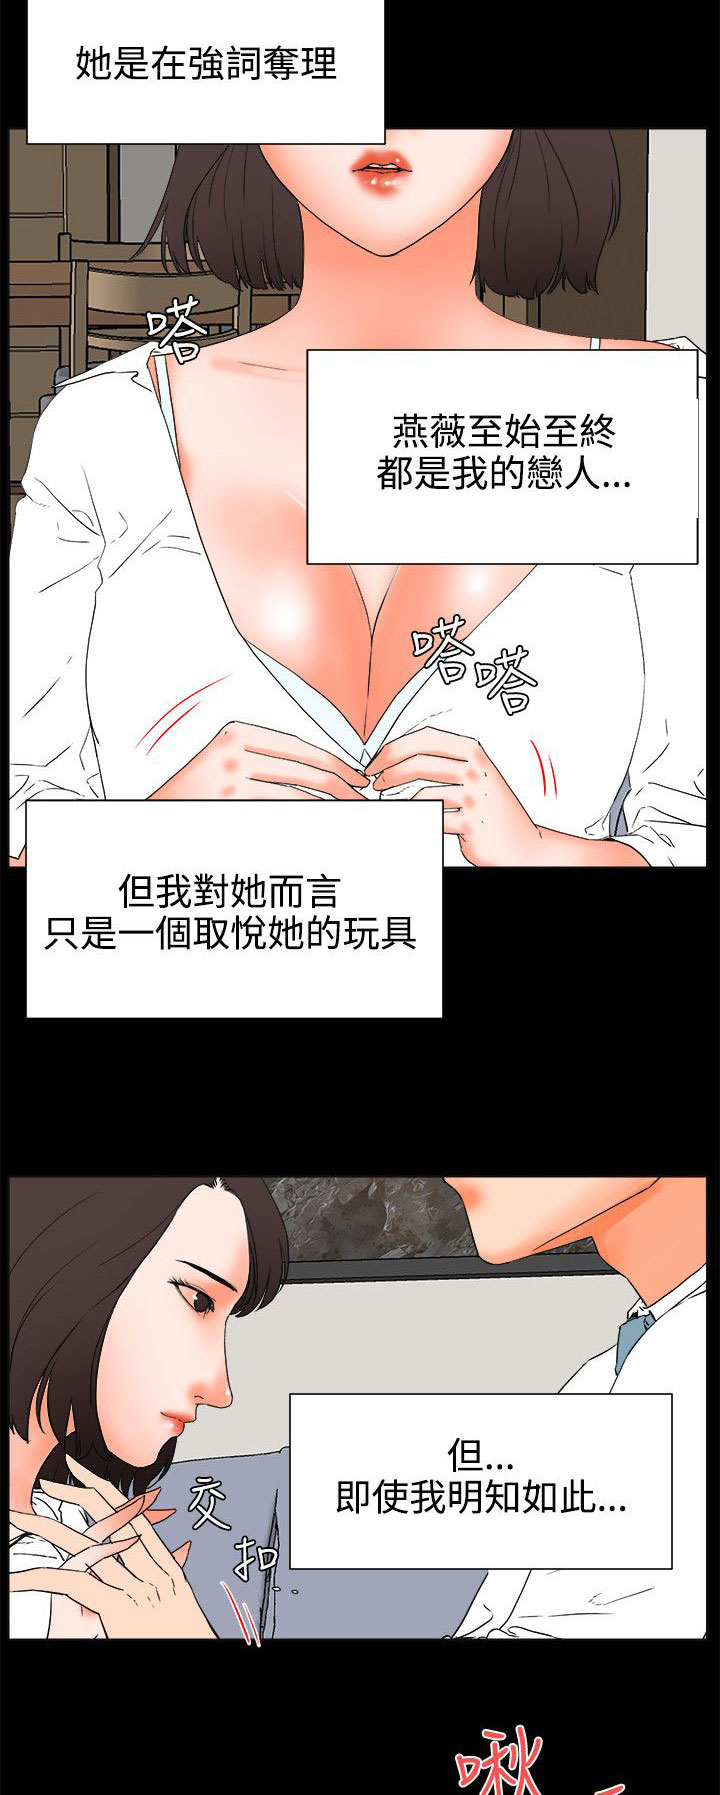 她是在強詞奪理
嗒
燕薇至始至終
都是我的戀人...
嗒嗒
但我對她而言
只是一個取悅她的玩具
但...
即使我明知如此...
交
扣
啾